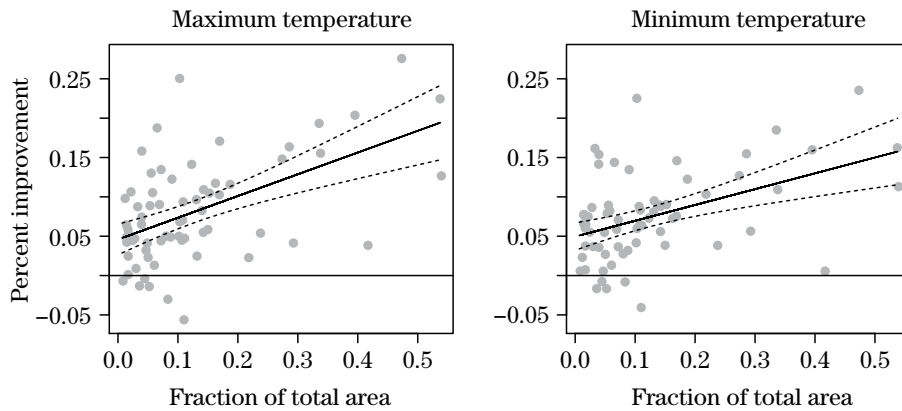 Maximum temperature
Minimum temperature
Percent improvement
0.25
0.15
0.05
−0.05
0.0 0.1 0.2 0.3 0.4 0.5
Fraction of total area
0.25
0.15
0.05
−0.05
0.0 0.1 0.2 0.3 0.4 0.5
Fraction of total area